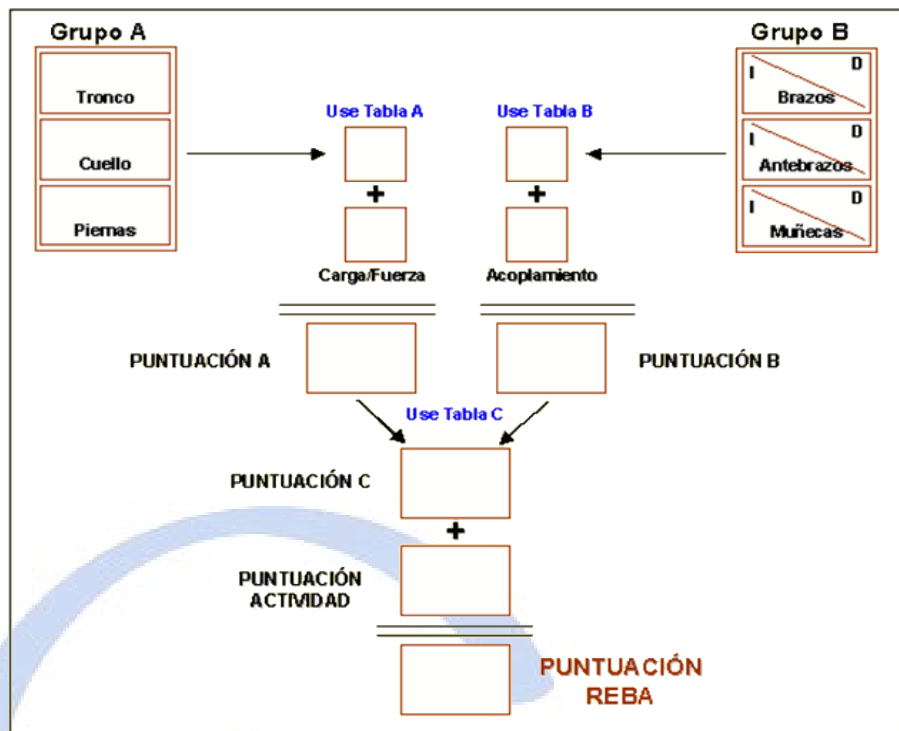 Grupo A
Grupo B
Tronco
Cuello
Piernas
I D
Brazos
I D
Antebrazos
I D
Muñecas
Use Tabla A
Use Tabla B
+
+
Carga/Fuerza
Acoplamiento
PUNTUACIÓN A
PUNTUACIÓN B
Use Tabla C
PUNTUACIÓN C
+
PUNTUACIÓN
ACTIVIDAD
PUNTUACIÓN
REBA